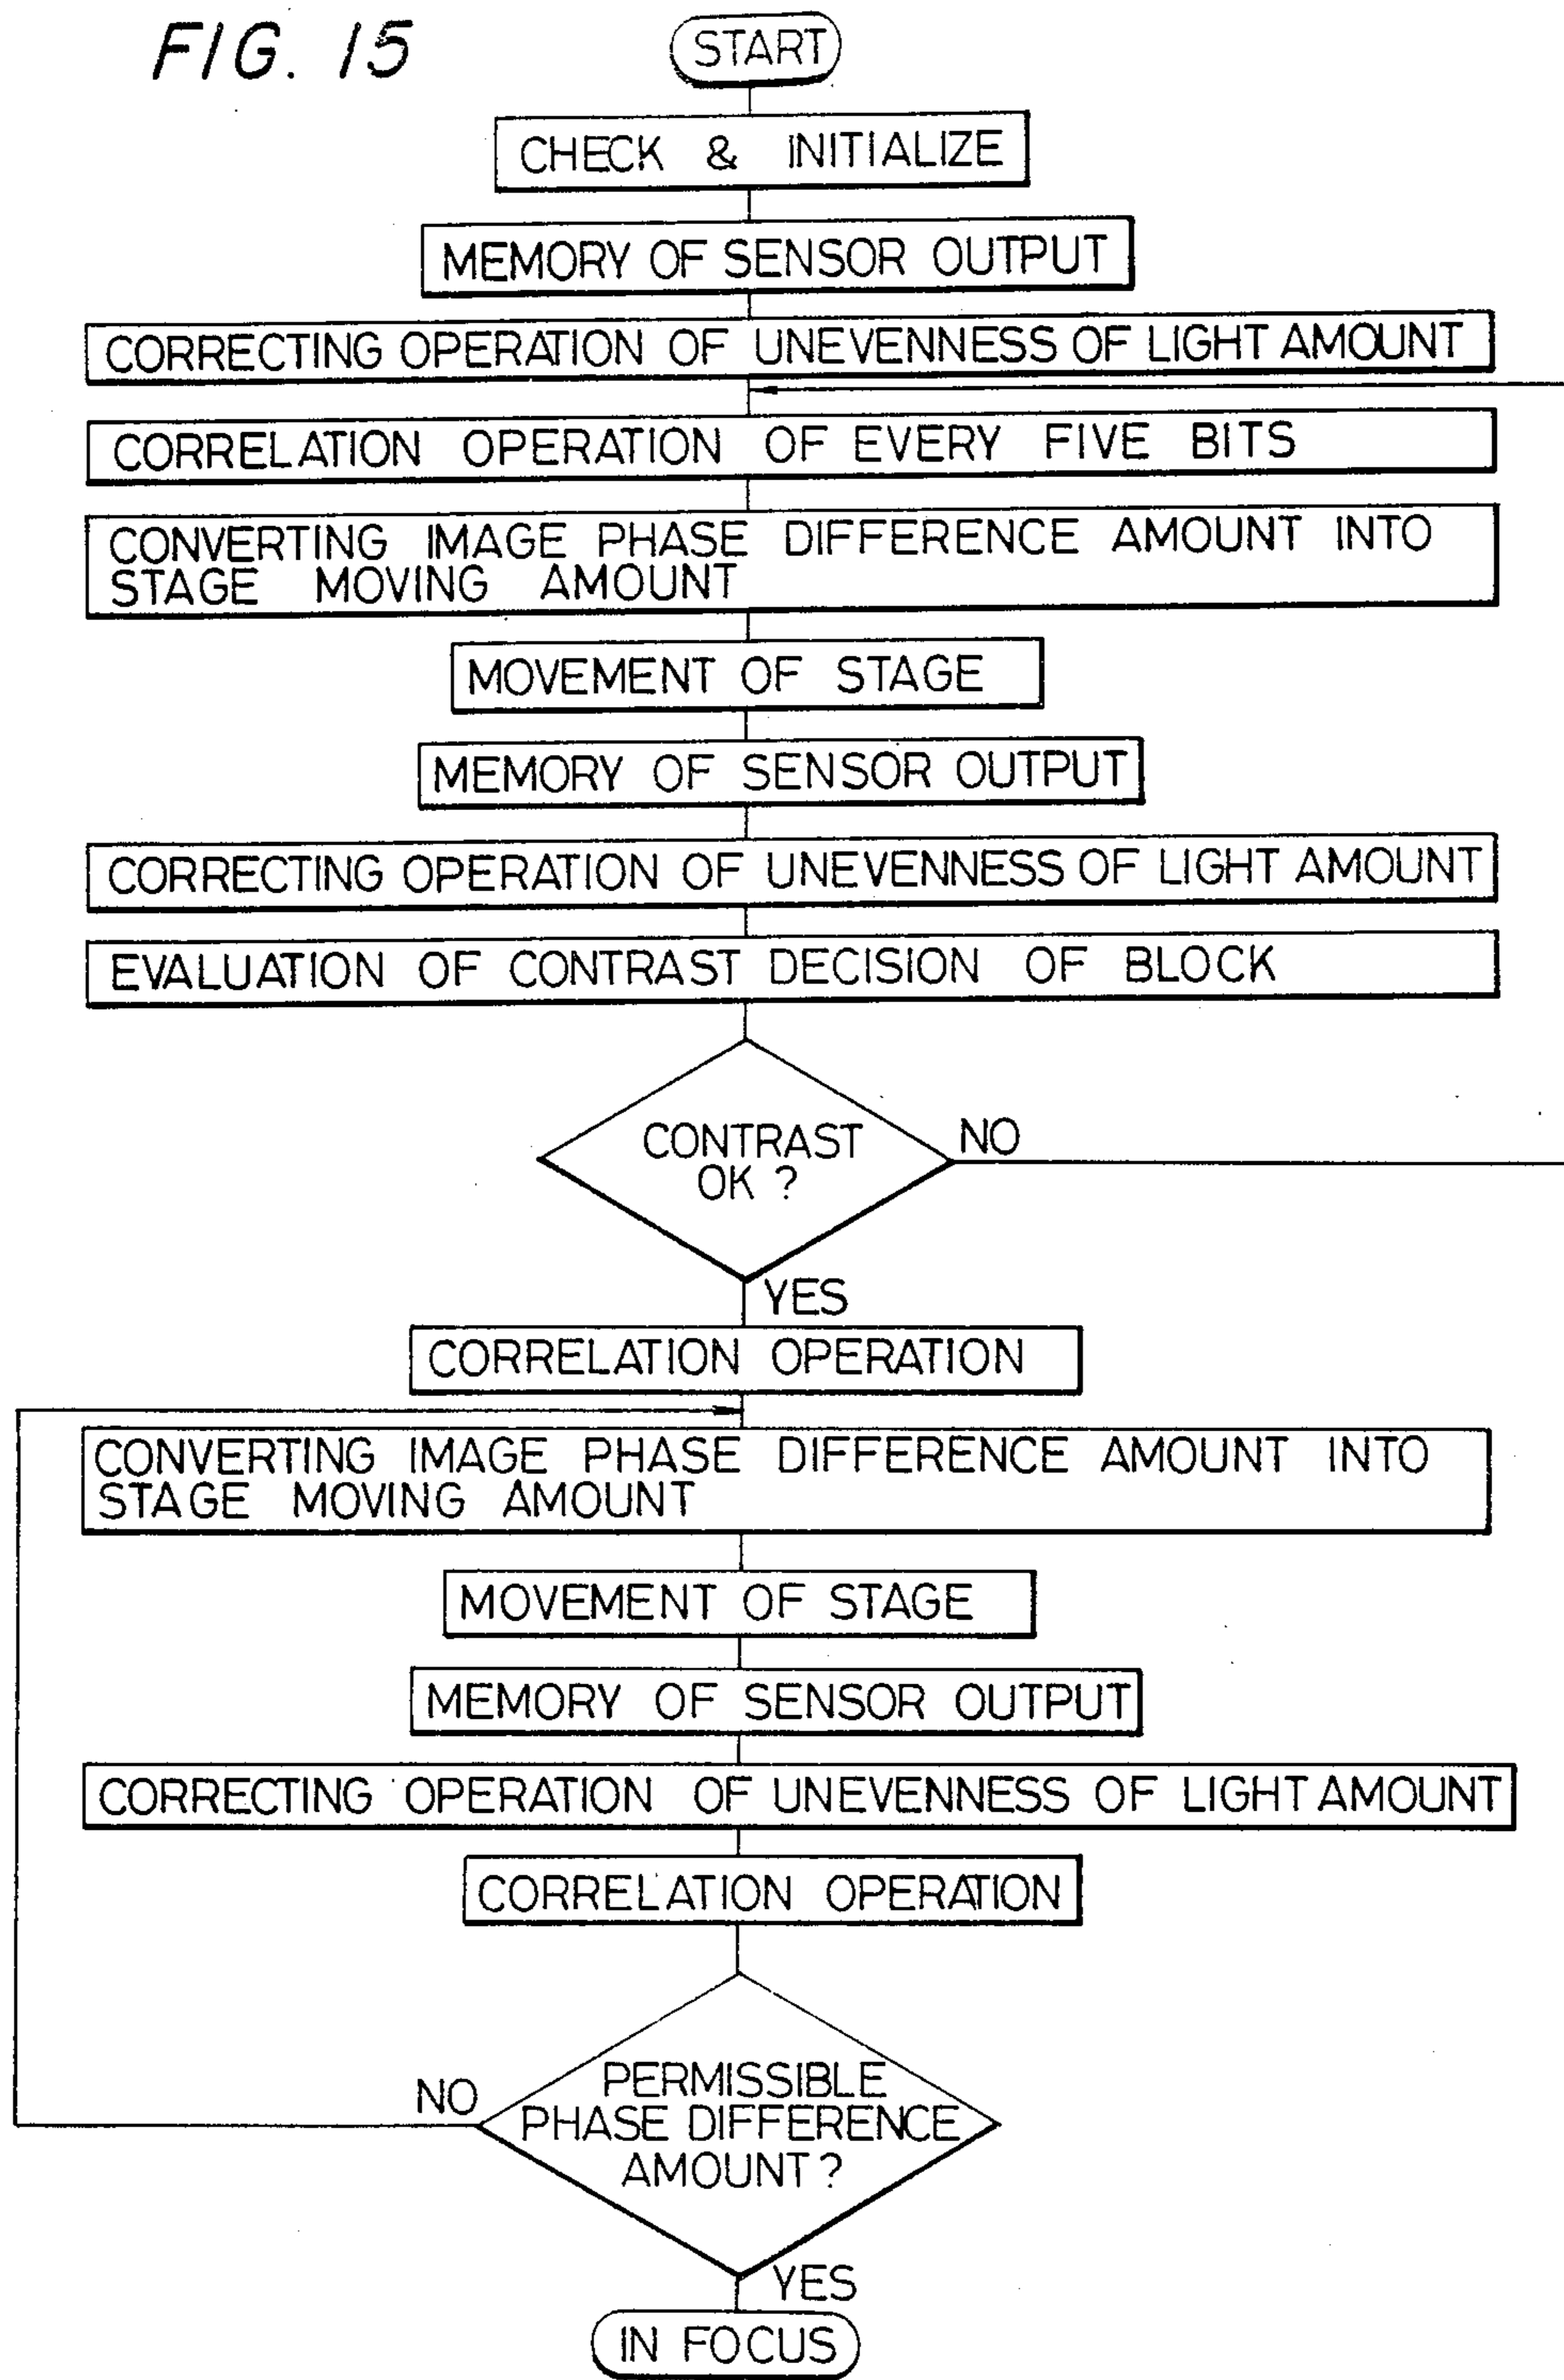 FIG. 15
START
CHECK & INITIALIZE
MEMORY OF SENSOR OUTPUT
CORRECTING OPERATION OF UNEVENNESS OF LIGHT AMOUNT
CORRELATION OPERATION OF EVERY FIVE BITS
CONVERTING IMAGE PHASE DIFFERENCE AMOUNT INTO
STAGE MOVING AMOUNT
MOVEMENT OF STAGE
MEMORY OF SENSOR OUTPUT
CORRECTING OPERATION OF UNEVENNESS OF LIGHT AMOUNT
EVALUATION OF CONTRAST DECISION OF BLOCK
CONTRAST
OK ?
NO
YES
CORRELATION OPERATION
CONVERTING IMAGE PHASE DIFFERENCE AMOUNT INTO
STAGE MOVING AMOUNT
MOVEMENT OF STAGE
MEMORY OF SENSOR OUTPUT
CORRECTING OPERATION OF UNEVENNESS OF LIGHT AMOUNT
CORRELATION OPERATION
NO
PERMISSIBLE
PHASE DIFFERENCE
AMOUNT ?
YES
IN FOCUS